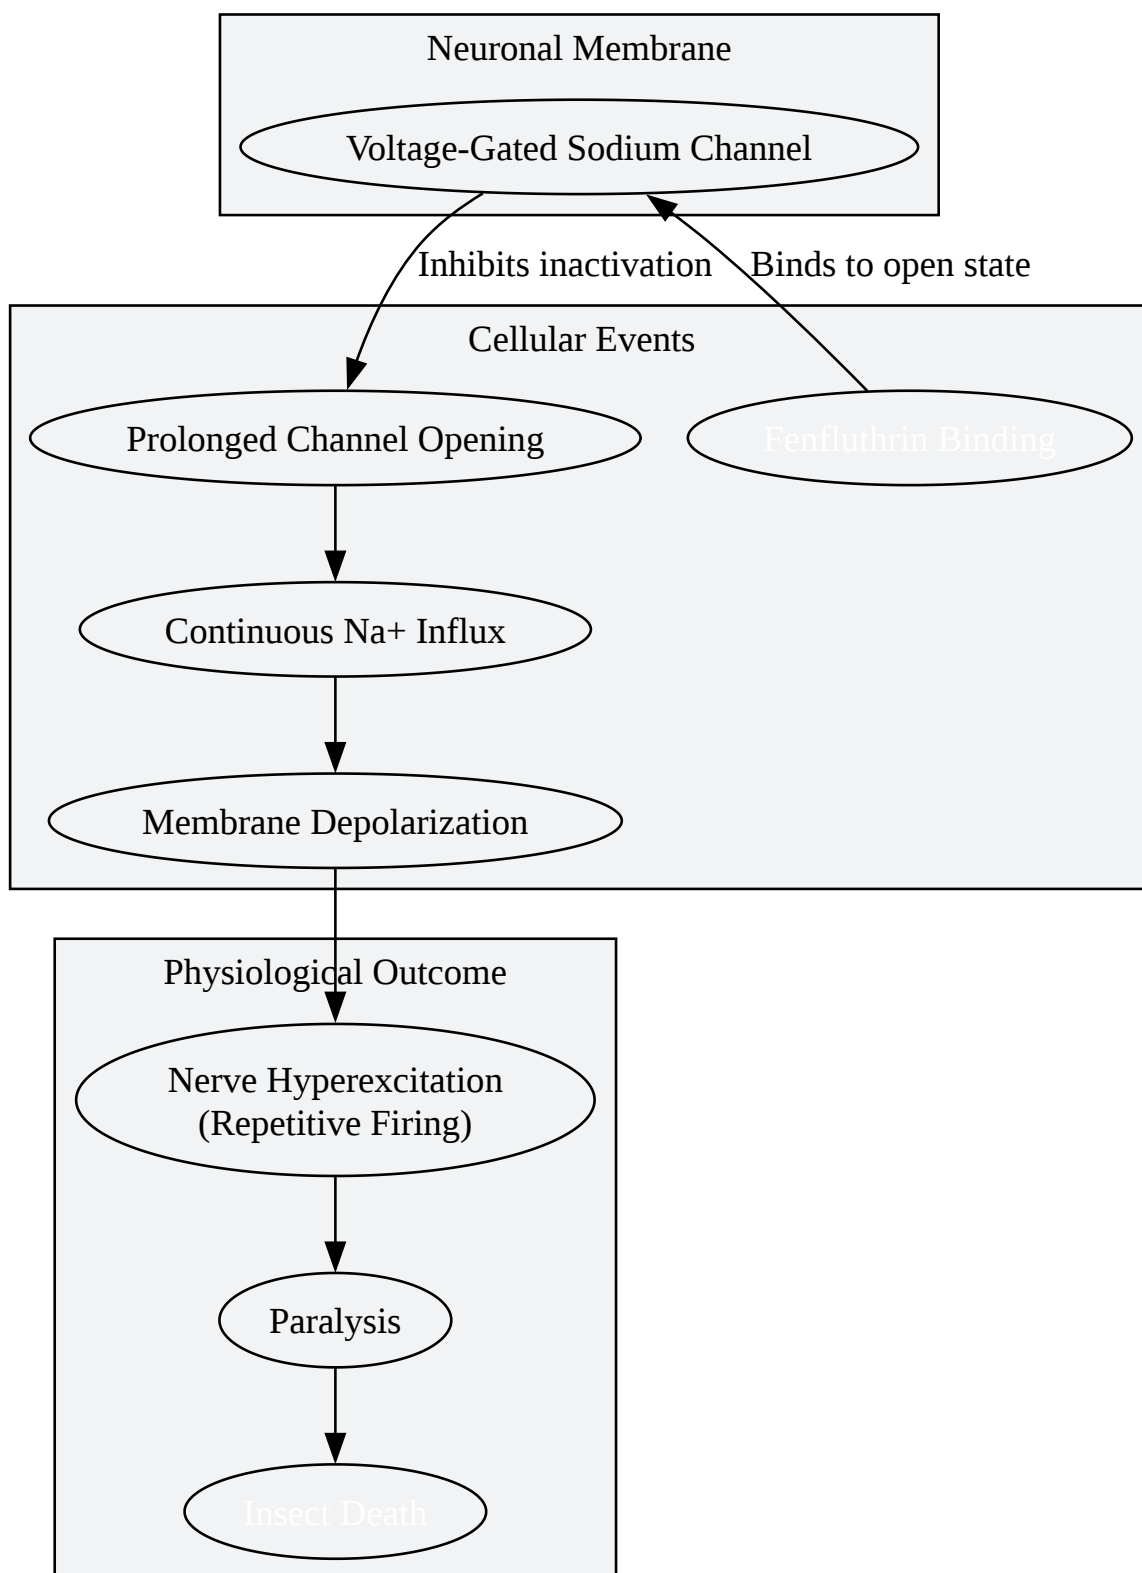 Neuronal Membrane
Voltage-Gated Sodium Channel
Inhibits inactivation
Binds to open state
Cellular Events
Prolonged Channel Opening
Fenfluthrin Binding
Continuous Na+ Influx
Membrane Depolarization
Physiological Outcome
Nerve Hyperexcitation
(Repetitive Firing)
Paralysis
Insect Death